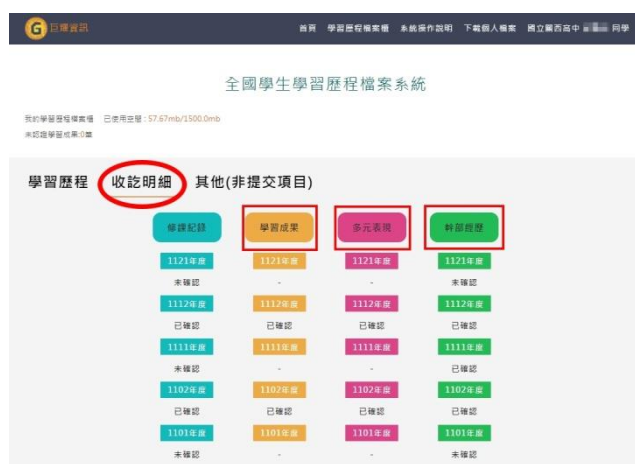 G 巨耀資訊
首頁 學習歷程檔案櫃 系統操作說明 下載個人檔案 國立蘭西高中 同學
全國學生學習歷程檔案系統
我的學習歷程檔案櫃 已使用空間:57.67mb/1500.0mb
未認證學習成果:0筆
學習歷程 收訖明細 其他(非提交項目)
修課紀錄 學習成果 多元表現 幹部經歷
1121年度 1121年度 1121年度 1121年度
未確認 - - 未確認
1112年度 1112年度 1112年度 1112年度
已確認 已確認 已確認 已確認
1111年度 1111年度 1111年度 1111年度
未確認 - - 已確認
1102年度 1102年度 1102年度 1102年度
已確認 已確認 已確認 已確認
1101年度 1101年度 1101年度 1101年度
未確認 - - 未確認